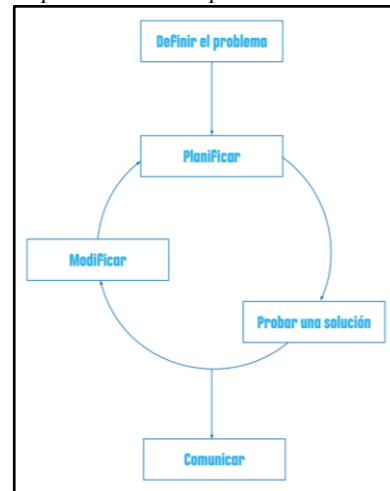 Definir el problema
Planificar
Modificar
Probar una solución
Comunicar